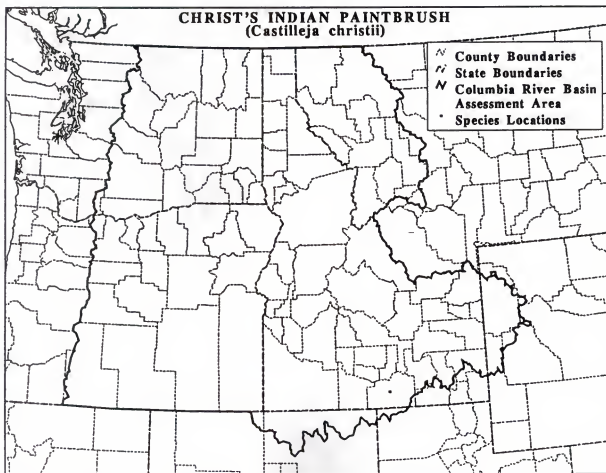 CHRIST'S INDIAN PAINTBRUSH
(Castilleja christii)
County Boundaries
State Boundaries
Columbia River Basin
Assessment Area
Species Locations